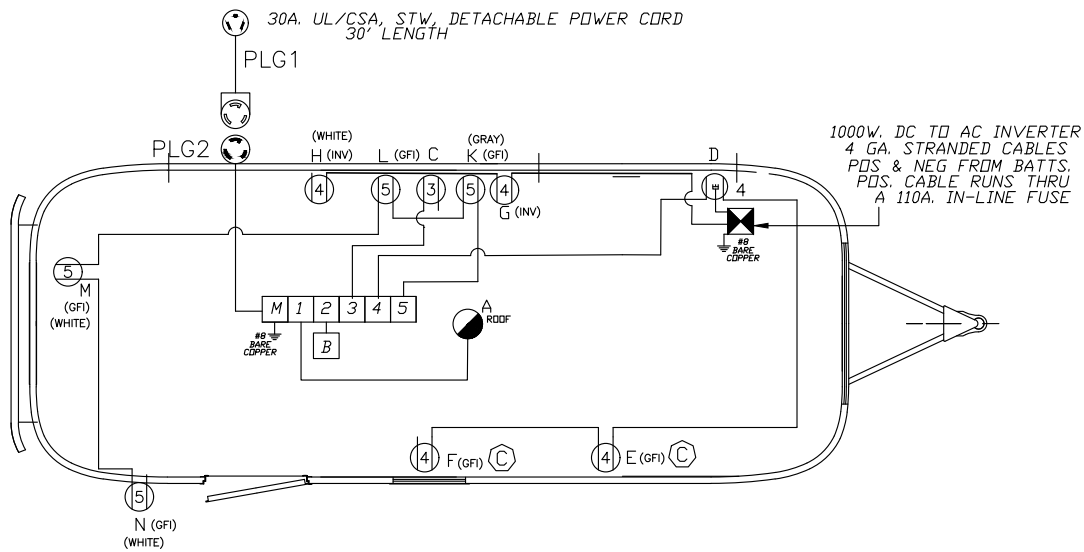 30A. UL/CSA, STW, DETACHABLE POWER CORD
30' LENGTH
PLG1
PLG2
(WHITE)
H (INV)
L (GFI)
C
(GRAY)
K (GFI)
D
1000W. DC TO AC INVERTER
4 GA. STRANDED CABLES
POS & NEG FROM BATTS.
POS. CABLE RUNS THRU
A 110A. IN-LINE FUSE
4
5
3
5
4
4
G (INV)
#8
BARE
COPPER
5
M
(GFI)
(WHITE)
M 1 2 3 4 5
#8
BARE
COPPER
B
A
ROOF
4
F (GFI) C
4
E (GFI) C
5
N (GFI)
(WHITE)